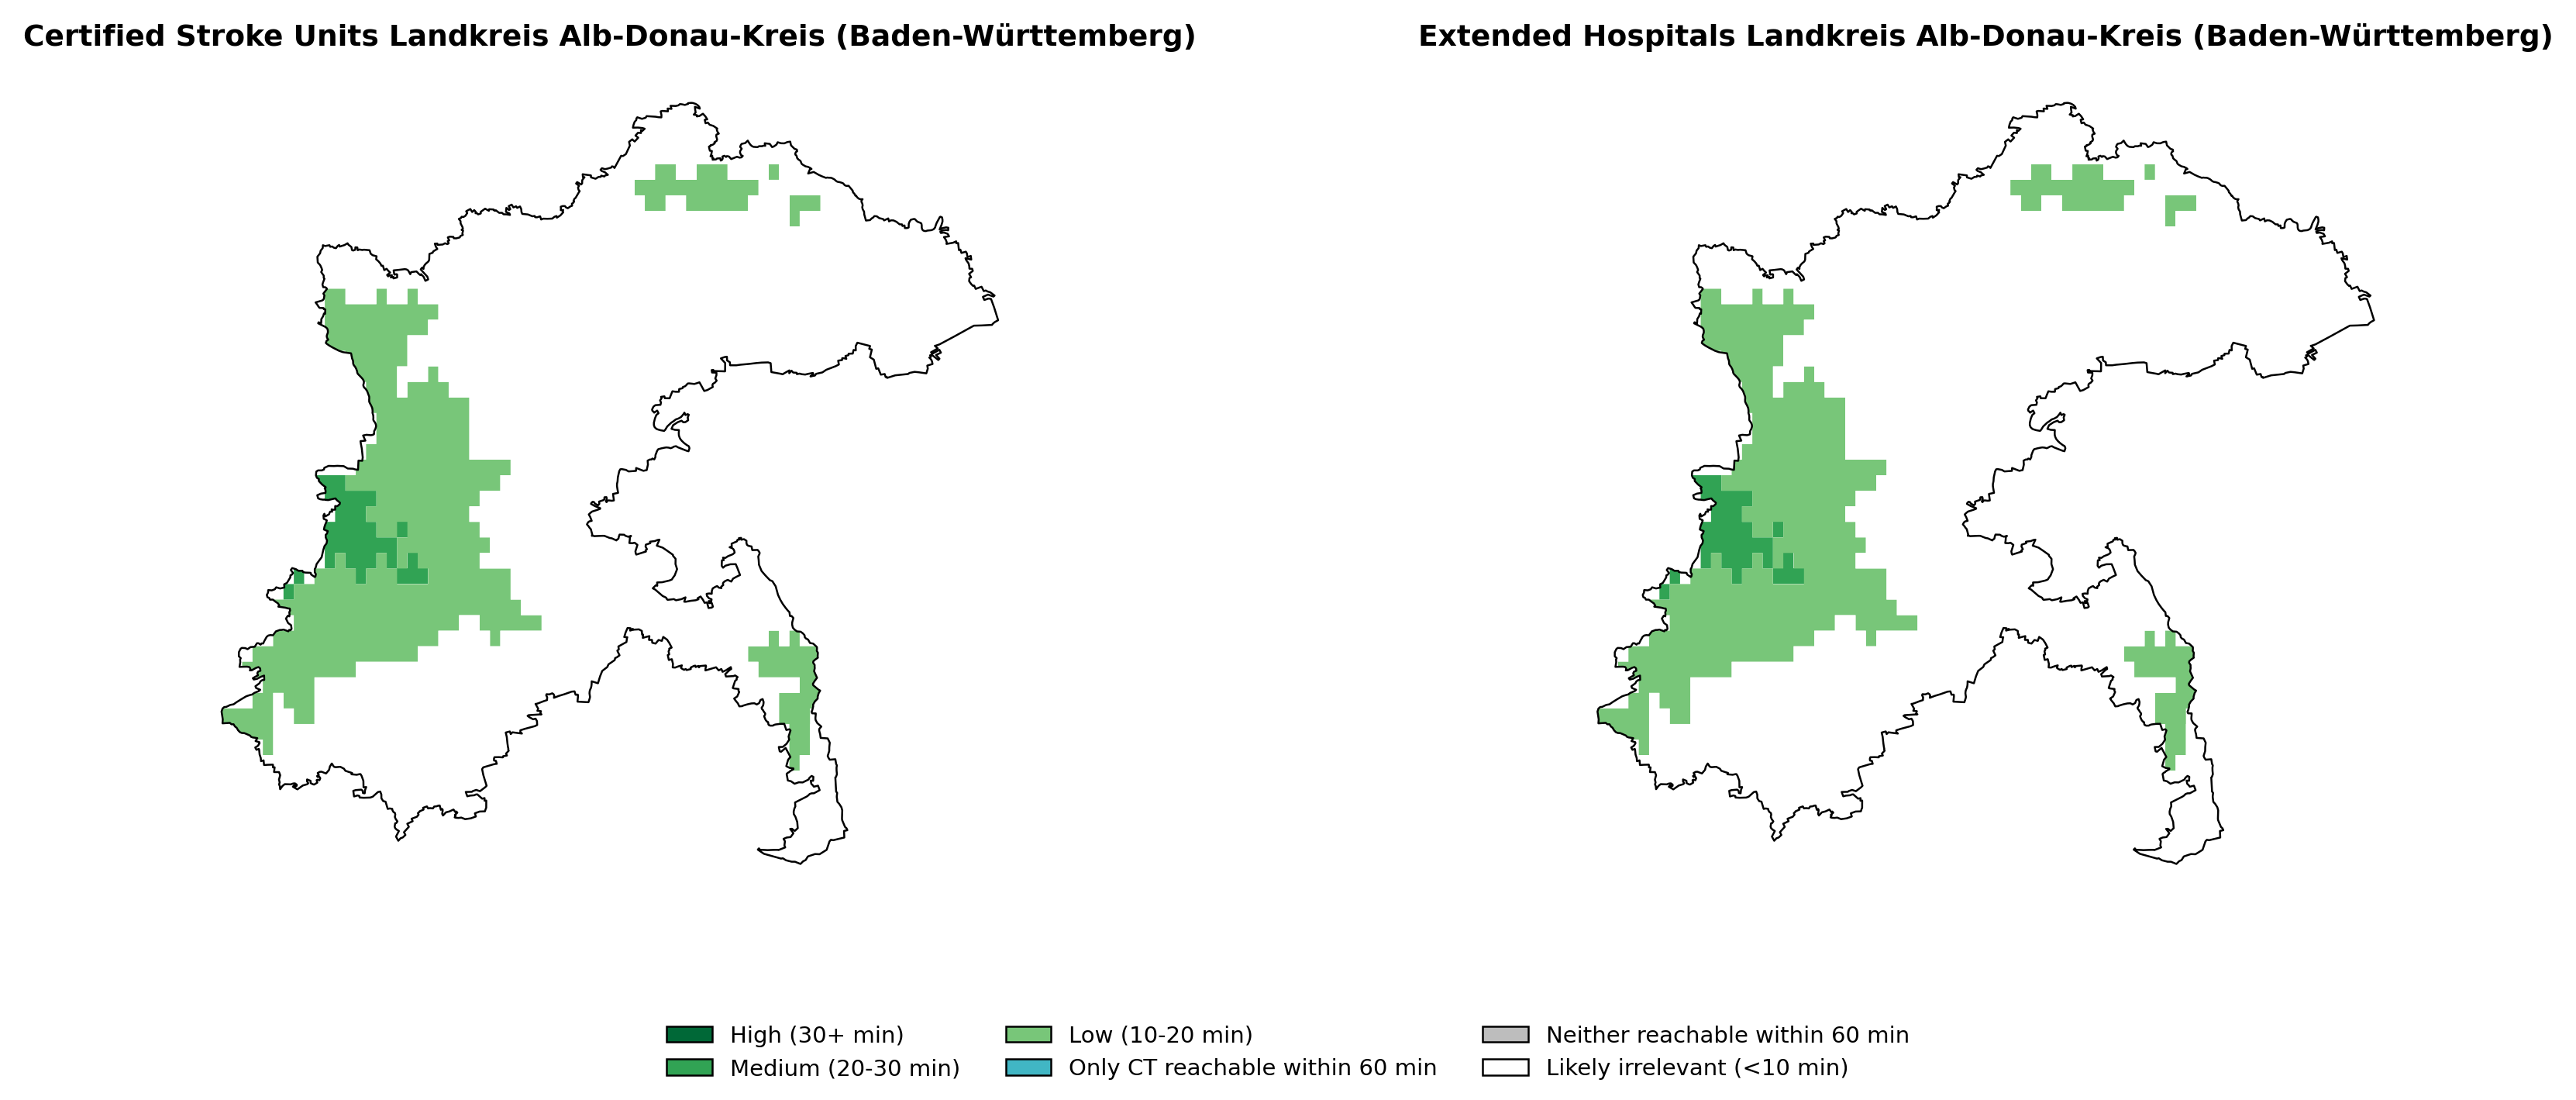 Certified Stroke Units Landkreis Alb-Donau-Kreis (Baden-Württemberg)
Extended Hospitals Landkreis Alb-Donau-Kreis (Baden-Württemberg)
High (30+ min)
Medium (20-30 min)
Low (10-20 min)
Only CT reachable within 60 min
Neither reachable within 60 min
Likely irrelevant (<10 min)